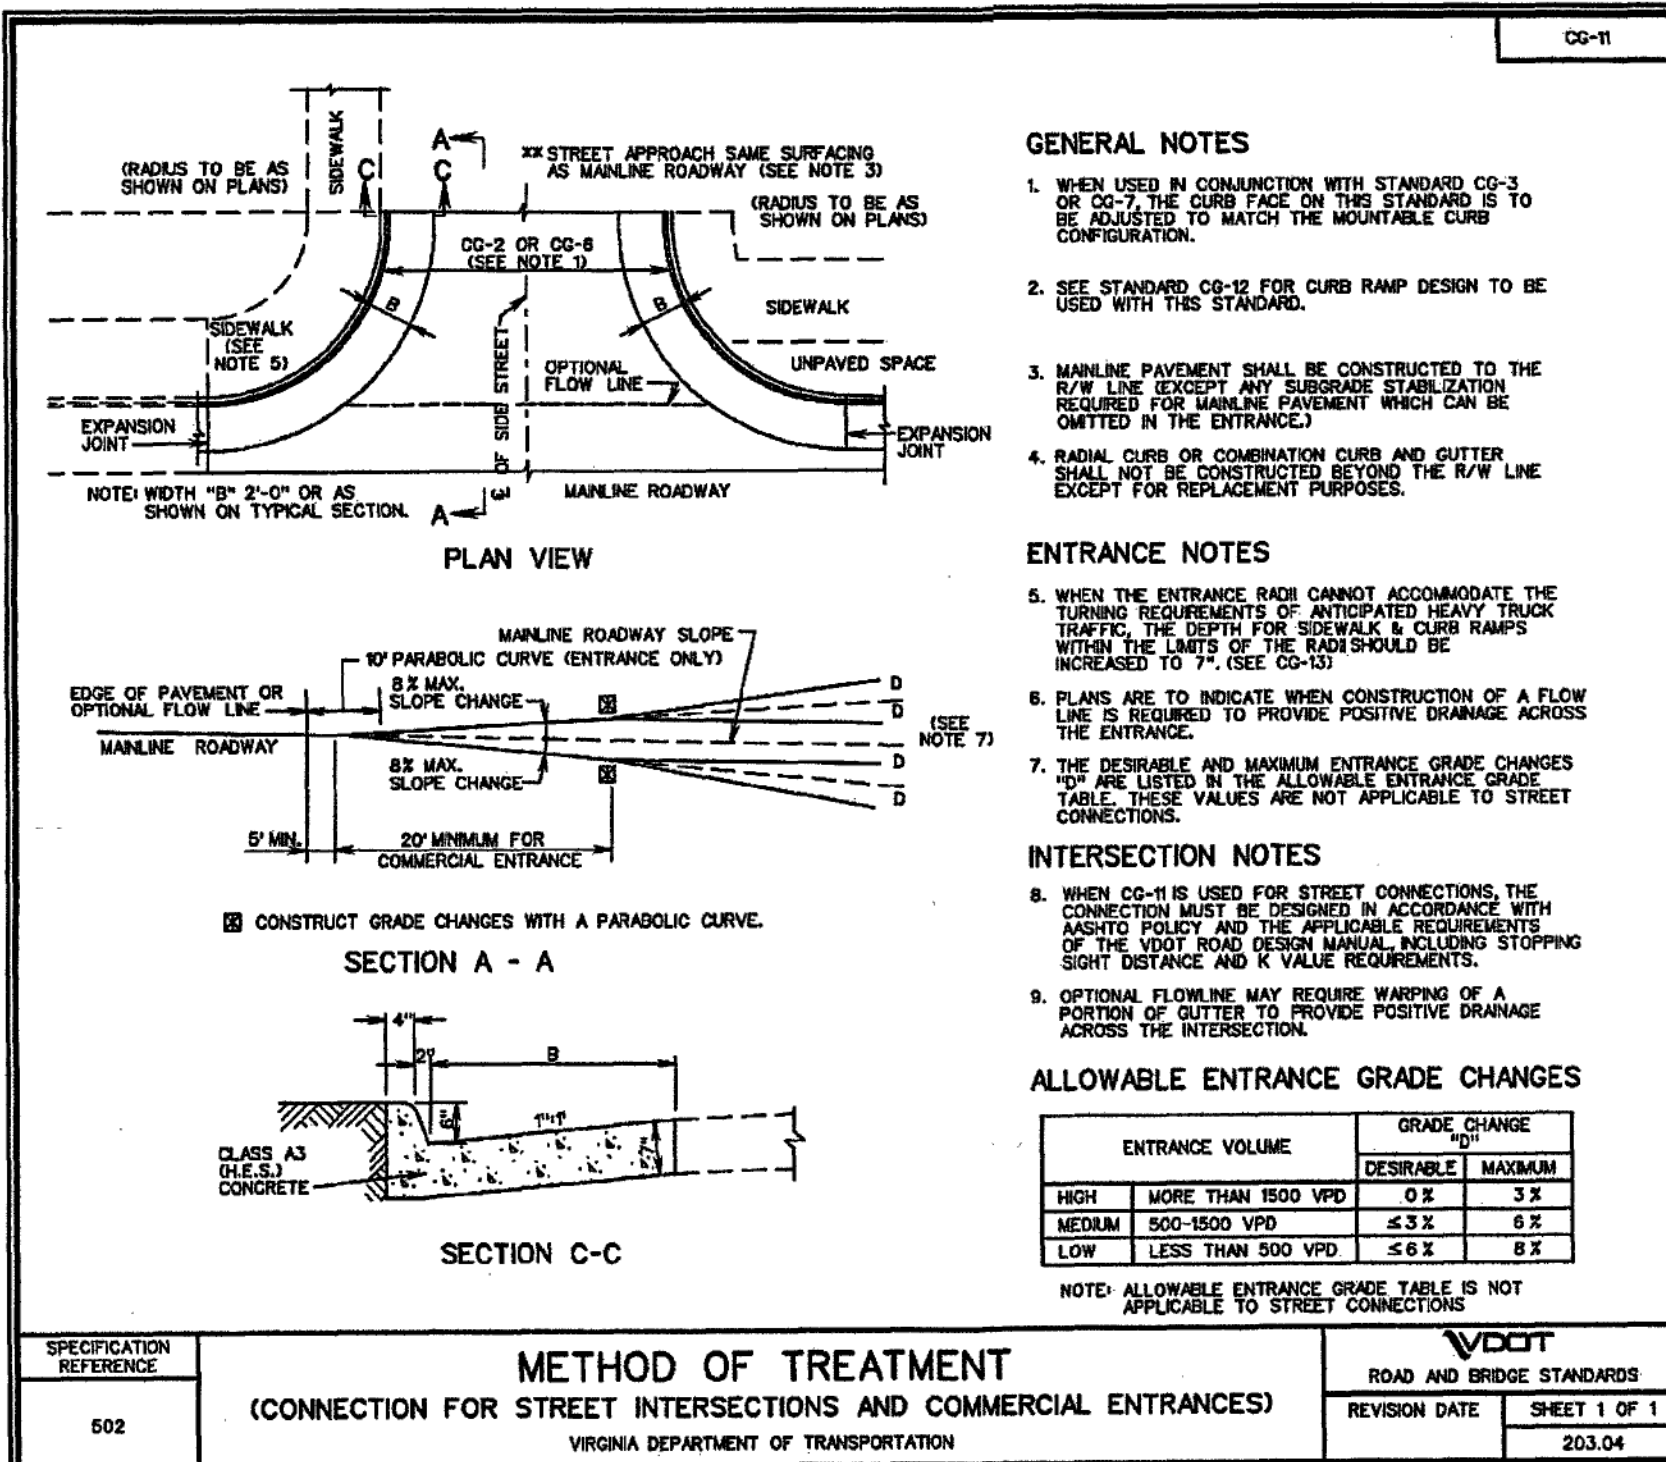 CG-11
A
C C
SIDEWALK
(RADIUS TO BE AS
SHOWN ON PLANS)
** STREET APPROACH SAME SURFACING
AS MAINLINE ROADWAY (SEE NOTE 3)
(RADIUS TO BE AS
SHOWN ON PLANS)
CG-2 OR CG-6
(SEE NOTE 1)
B
B
SIDEWALK
SIDEWALK
(SEE
NOTE 5)
OPTIONAL
FLOW LINE
UNPAVED SPACE
℄ OF SIDE STREET
EXPANSION
JOINT
EXPANSION
JOINT
NOTE: WIDTH "B" 2'-0" OR AS
SHOWN ON TYPICAL SECTION.
A
MAINLINE ROADWAY
PLAN VIEW
MAINLINE ROADWAY SLOPE
10' PARABOLIC CURVE (ENTRANCE ONLY)
8% MAX.
SLOPE CHANGE
EDGE OF PAVEMENT OR
OPTIONAL FLOW LINE
MAINLINE ROADWAY
8% MAX.
SLOPE CHANGE
D
D
(SEE
NOTE 7)
D
D
5' MIN.
20' MINIMUM FOR
COMMERCIAL ENTRANCE
CONSTRUCT GRADE CHANGES WITH A PARABOLIC CURVE.
SECTION A - A
4"
2"
B
6"
1":1'
7"
CLASS A3
(H.E.S.)
CONCRETE
SECTION C-C
GENERAL NOTES
1. WHEN USED IN CONJUNCTION WITH STANDARD CG-3
OR CG-7, THE CURB FACE ON THIS STANDARD IS TO
BE ADJUSTED TO MATCH THE MOUNTABLE CURB
CONFIGURATION.
2. SEE STANDARD CG-12 FOR CURB RAMP DESIGN TO BE
USED WITH THIS STANDARD.
3. MAINLINE PAVEMENT SHALL BE CONSTRUCTED TO THE
R/W LINE (EXCEPT ANY SUBGRADE STABILIZATION
REQUIRED FOR MAINLINE PAVEMENT WHICH CAN BE
OMITTED IN THE ENTRANCE.)
4. RADIAL CURB OR COMBINATION CURB AND GUTTER
SHALL NOT BE CONSTRUCTED BEYOND THE R/W LINE
EXCEPT FOR REPLACEMENT PURPOSES.
ENTRANCE NOTES
5. WHEN THE ENTRANCE RADII CANNOT ACCOMMODATE THE
TURNING REQUIREMENTS OF ANTICIPATED HEAVY TRUCK
TRAFFIC, THE DEPTH FOR SIDEWALK & CURB RAMPS
WITHIN THE LIMITS OF THE RADII SHOULD BE
INCREASED TO 7". (SEE CG-13)
6. PLANS ARE TO INDICATE WHEN CONSTRUCTION OF A FLOW
LINE IS REQUIRED TO PROVIDE POSITIVE DRAINAGE ACROSS
THE ENTRANCE.
7. THE DESIRABLE AND MAXIMUM ENTRANCE GRADE CHANGES
"D" ARE LISTED IN THE ALLOWABLE ENTRANCE GRADE
TABLE. THESE VALUES ARE NOT APPLICABLE TO STREET
CONNECTIONS.
INTERSECTION NOTES
8. WHEN CG-11 IS USED FOR STREET CONNECTIONS, THE
CONNECTION MUST BE DESIGNED IN ACCORDANCE WITH
AASHTO POLICY AND THE APPLICABLE REQUIREMENTS
OF THE VDOT ROAD DESIGN MANUAL, INCLUDING STOPPING
SIGHT DISTANCE AND K VALUE REQUIREMENTS.
9. OPTIONAL FLOWLINE MAY REQUIRE WARPING OF A
PORTION OF GUTTER TO PROVIDE POSITIVE DRAINAGE
ACROSS THE INTERSECTION.
ALLOWABLE ENTRANCE GRADE CHANGES
ENTRANCE VOLUME GRADE CHANGE
"D"
DESIRABLE MAXIMUM
HIGH MORE THAN 1500 VPD 0% 3%
MEDIUM 500-1500 VPD ≤3% 6%
LOW LESS THAN 500 VPD ≤6% 8%
NOTE: ALLOWABLE ENTRANCE GRADE TABLE IS NOT
APPLICABLE TO STREET CONNECTIONS
SPECIFICATION
REFERENCE
502
METHOD OF TREATMENT
(CONNECTION FOR STREET INTERSECTIONS AND COMMERCIAL ENTRANCES)
VIRGINIA DEPARTMENT OF TRANSPORTATION
VDOT
ROAD AND BRIDGE STANDARDS
REVISION DATE SHEET 1 OF 1
203.04